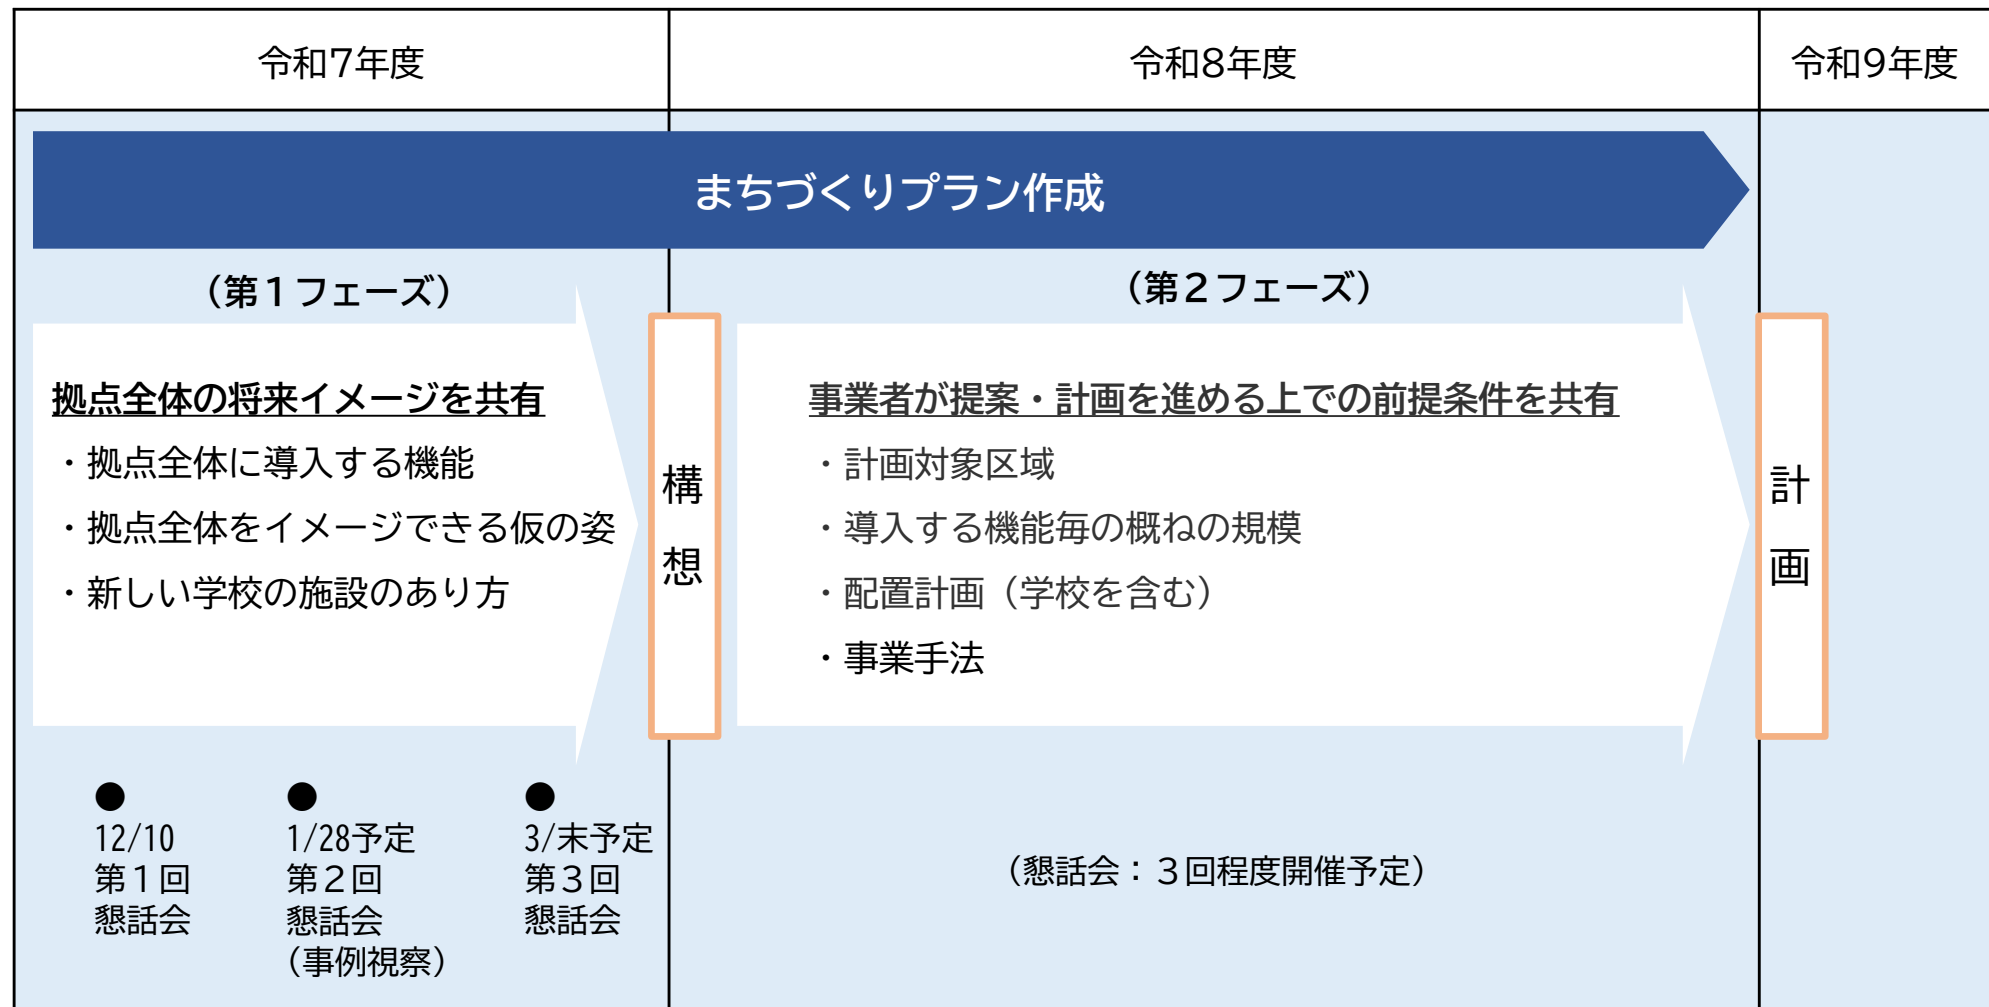 令和7年度
令和8年度
令和9年度
まちづくりプラン作成
（第１フェーズ）
拠点全体の将来イメージを共有
・拠点全体に導入する機能
・拠点全体をイメージできる仮の姿
・新しい学校の施設のあり方
構
想
（第２フェーズ）
事業者が提案・計画を進める上での前提条件を共有
・計画対象区域
・導入する機能毎の概ねの規模
・配置計画（学校を含む）
・事業手法
計
画
●
12/10
第１回
懇話会
●
1/28予定
第２回
懇話会
（事例視察）
●
3/末予定
第３回
懇話会
（懇話会：３回程度開催予定）